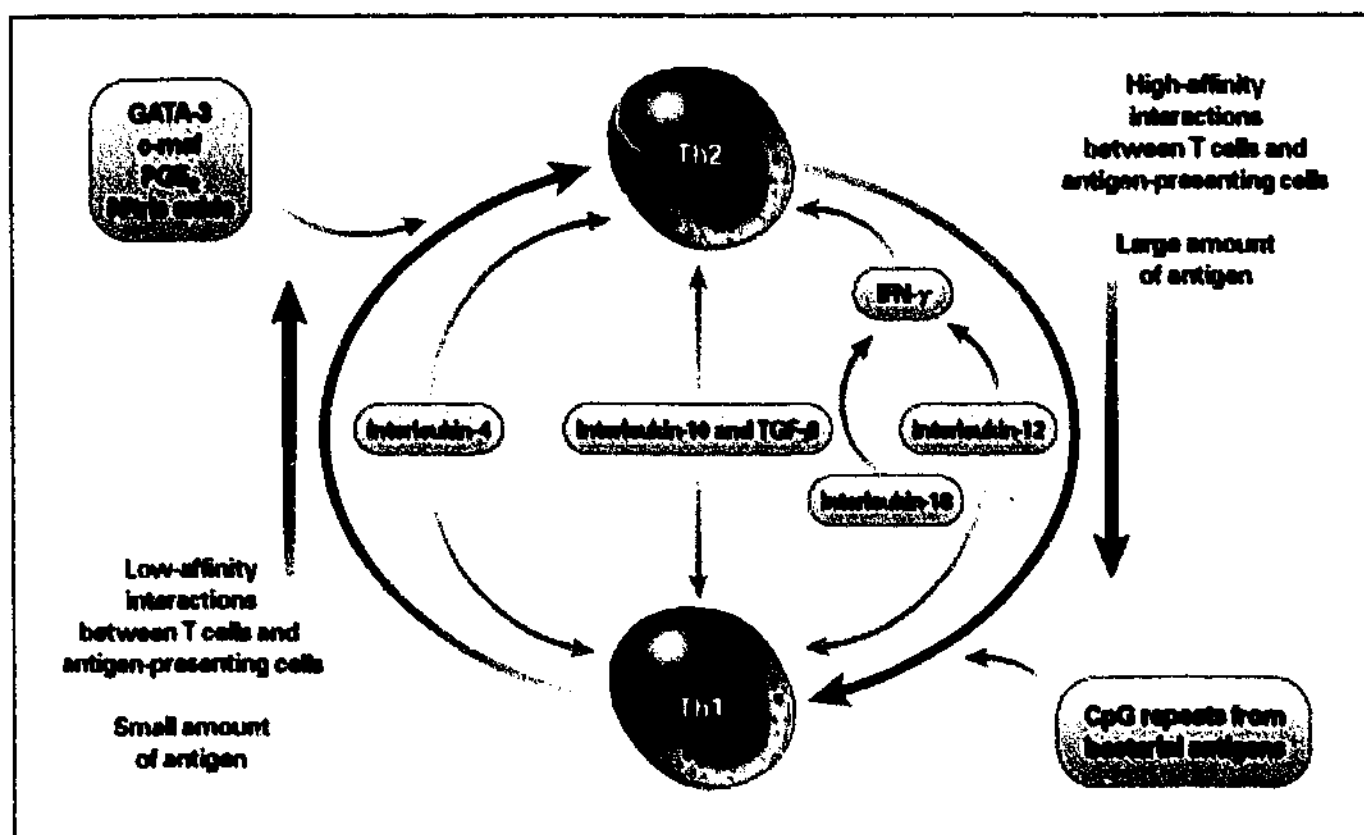 GATA-3
c-maf
PGE₂
Nitric oxide
Th2
High-affinity
interactions
between T cells and
antigen-presenting cells
Large amount
of antigen
IFN-γ
Interleukin-4
Interleukin-10 and TGF-β
Interleukin-12
Interleukin-18
Low-affinity
interactions
between T cells and
antigen-presenting cells
Small amount
of antigen
Th1
CpG repeats from
bacterial antigens